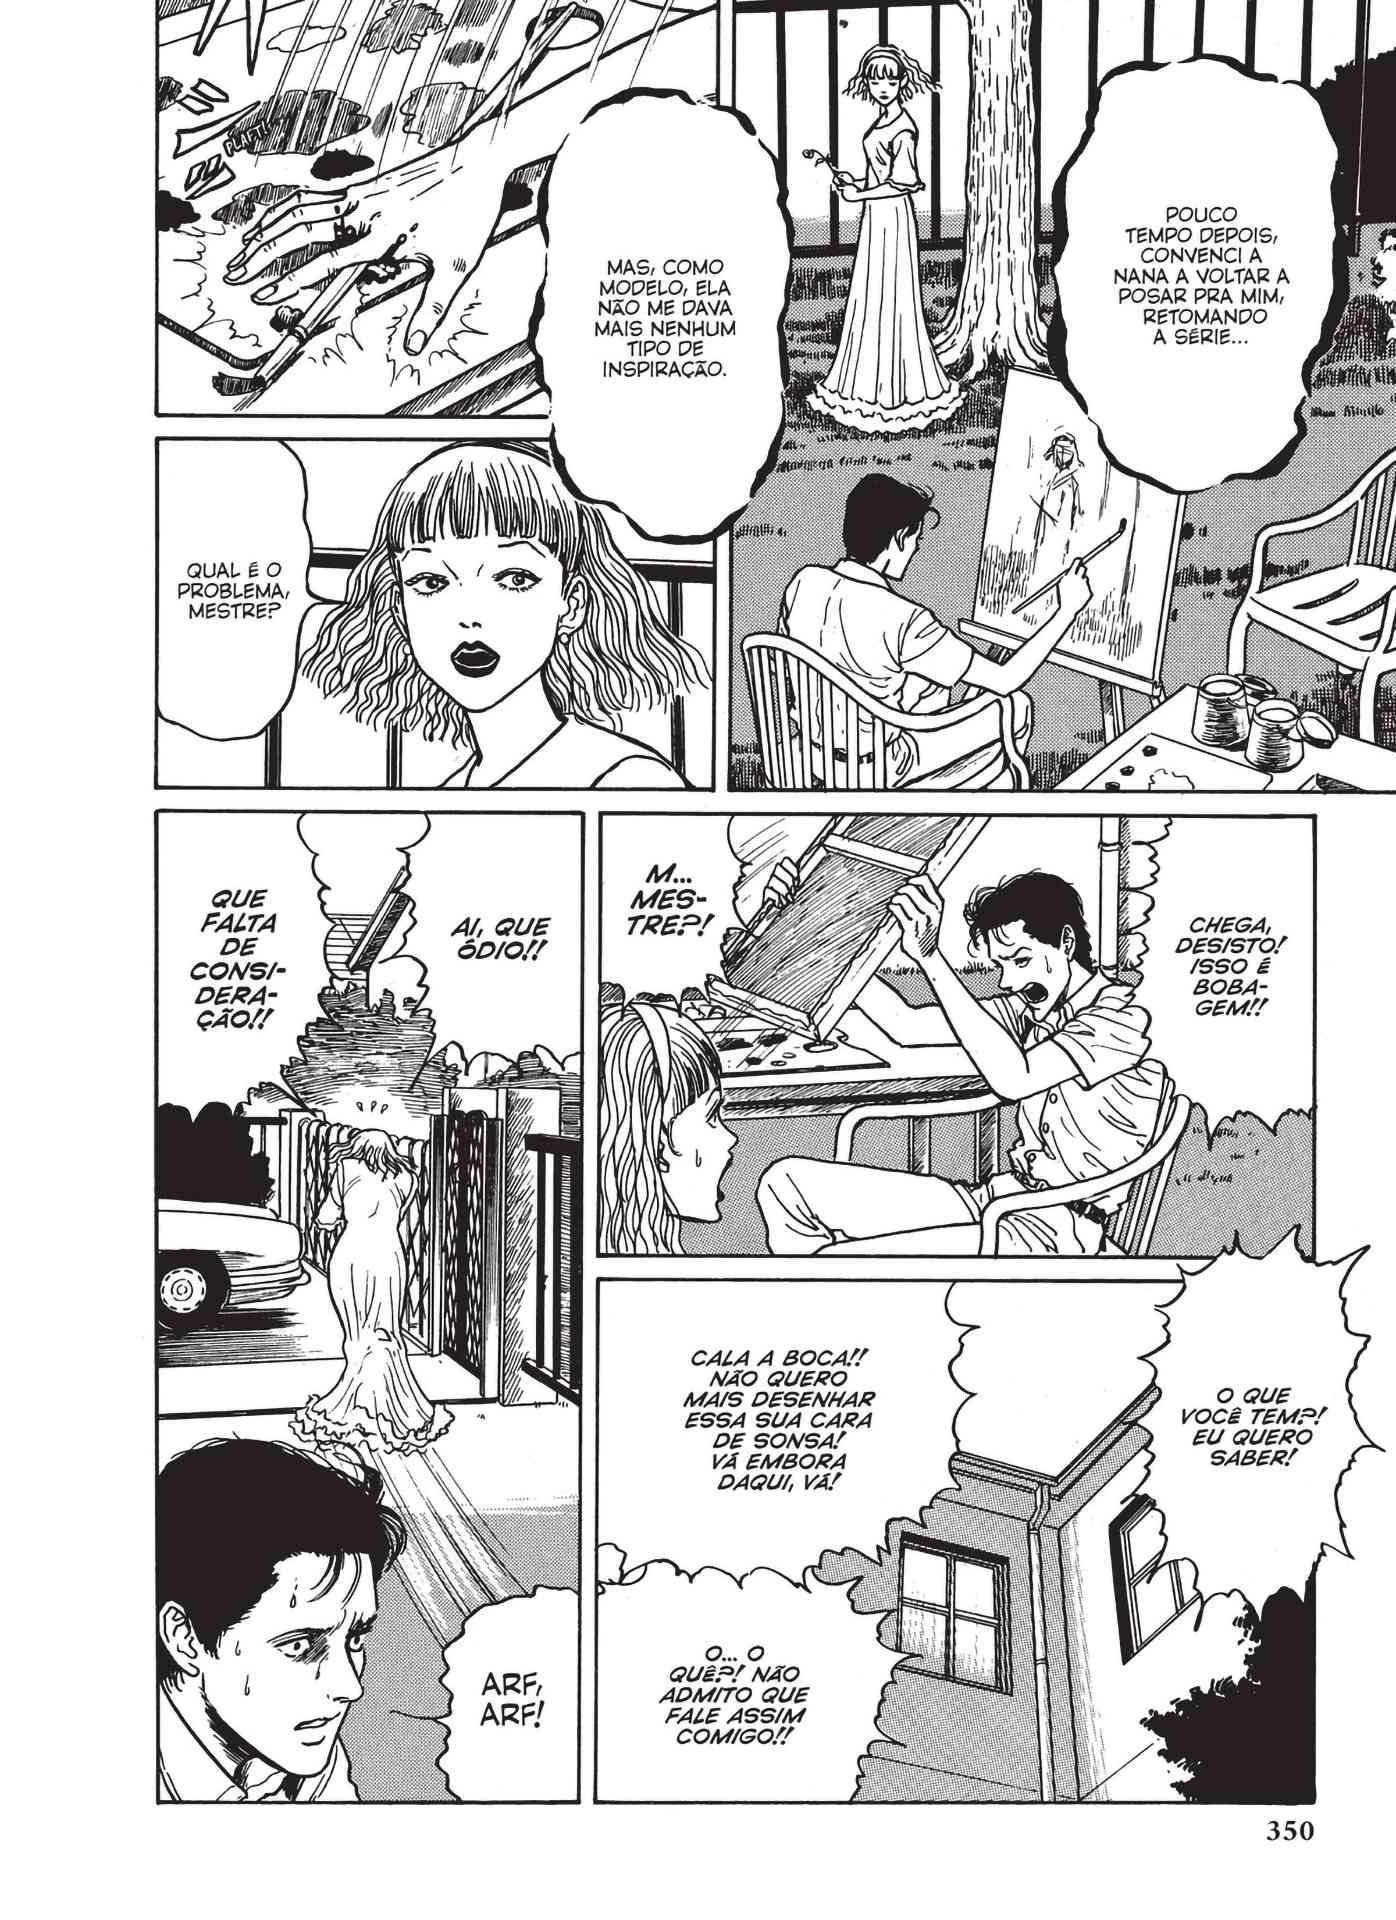 POUCO
TEMPO DEPOIS,
CONVENCI A
NANA A VOLTAR A
POSAR PRA MIM,
RETOMANDO
A SÉRIE...
MAS, COMO
MODELO, ELA
NÃO ME DAVA
MAIS NENHUM
TIPO DE
INSPIRAÇÃO.
PLAFT!
QUAL É O
PROBLEMA,
MESTRE?
CHEGA,
DESISTO!
ISSO É
BOBA-
GEM!!
M...
MES-
TRE?!
O QUE
VOCÊ TEM?!
EU QUERO
SABER!
CALA A BOCA!!
NÃO QUERO
MAIS DESENHAR
ESSA SUA CARA
DE SONSA!
VÁ EMBORA
DAQUI, VÁ!
O... O
QUÊ?! NÃO
ADMITO QUE
FALE ASSIM
COMIGO!!
AI, QUE
ÓDIO!!
QUE
FALTA
DE
CONSI-
DERA-
ÇÃO!!
ARF,
ARF!
350